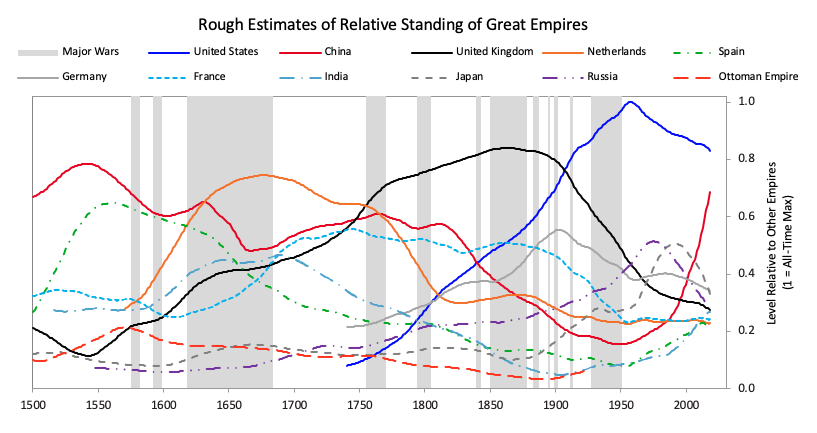 Rough Estimates of Relative Standing of Great Empires
Major Wars United States China United Kingdom Netherlands Spain
Germany France India Japan Russia Ottoman Empire
1.0
0.8
0.6
0.4
0.2
0.0
Level Relative to Other Empires
(1 = All-Time Max)
1500 1550 1600 1650 1700 1750 1800 1850 1900 1950 2000